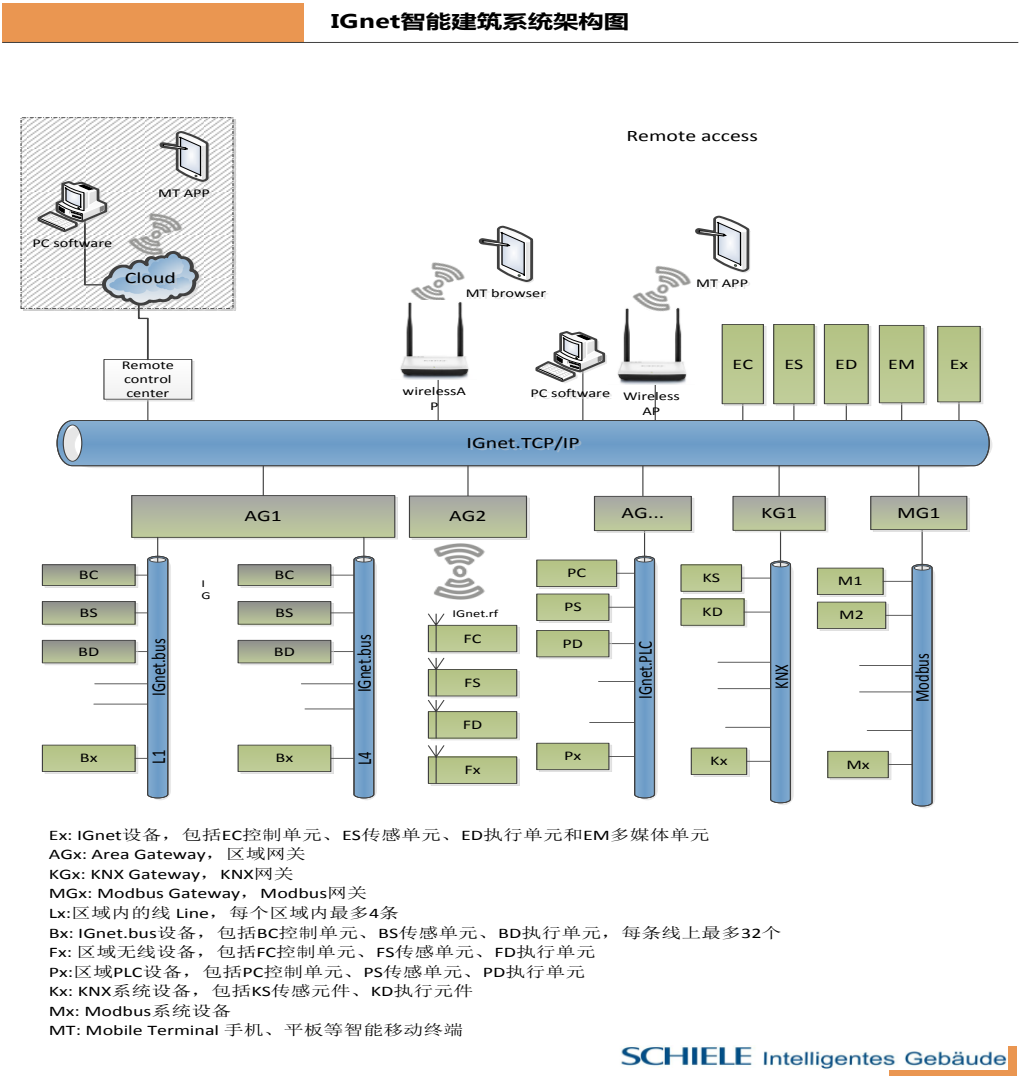 IGnet智能建筑系统架构图
Remote access
MT APP
PC software
Cloud
MT browser
MT APP
Remote
control
center
wirelessA
P
PC software
Wireless
AP
EC
ES
ED
EM
Ex
IGnet.TCP/IP
AG1
AG2
AG...
KG1
MG1
BC
BS
BD
Bx
IGnet.bus
L1
I
G
BC
BS
BD
Bx
IGnet.bus
L4
IGnet.rf
FC
FS
FD
Fx
PC
PS
PD
Px
IGnet.PLC
KS
KD
Kx
KNX
M1
M2
Mx
Modbus
Ex: IGnet设备，包括EC控制单元、ES传感单元、ED执行单元和EM多媒体单元
AGx: Area Gateway，区域网关
KGx: KNX Gateway，KNX网关
MGx: Modbus Gateway，Modbus网关
Lx:区域内的线 Line，每个区域内最多4条
Bx: IGnet.bus设备，包括BC控制单元、BS传感单元、BD执行单元，每条线上最多32个
Fx: 区域无线设备，包括FC控制单元、FS传感单元、FD执行单元
Px:区域PLC设备，包括PC控制单元、PS传感单元、PD执行单元
Kx: KNX系统设备，包括KS传感元件、KD执行元件
Mx: Modbus系统设备
MT: Mobile Terminal 手机、平板等智能移动终端
SCHIELE Intelligentes Gebäude